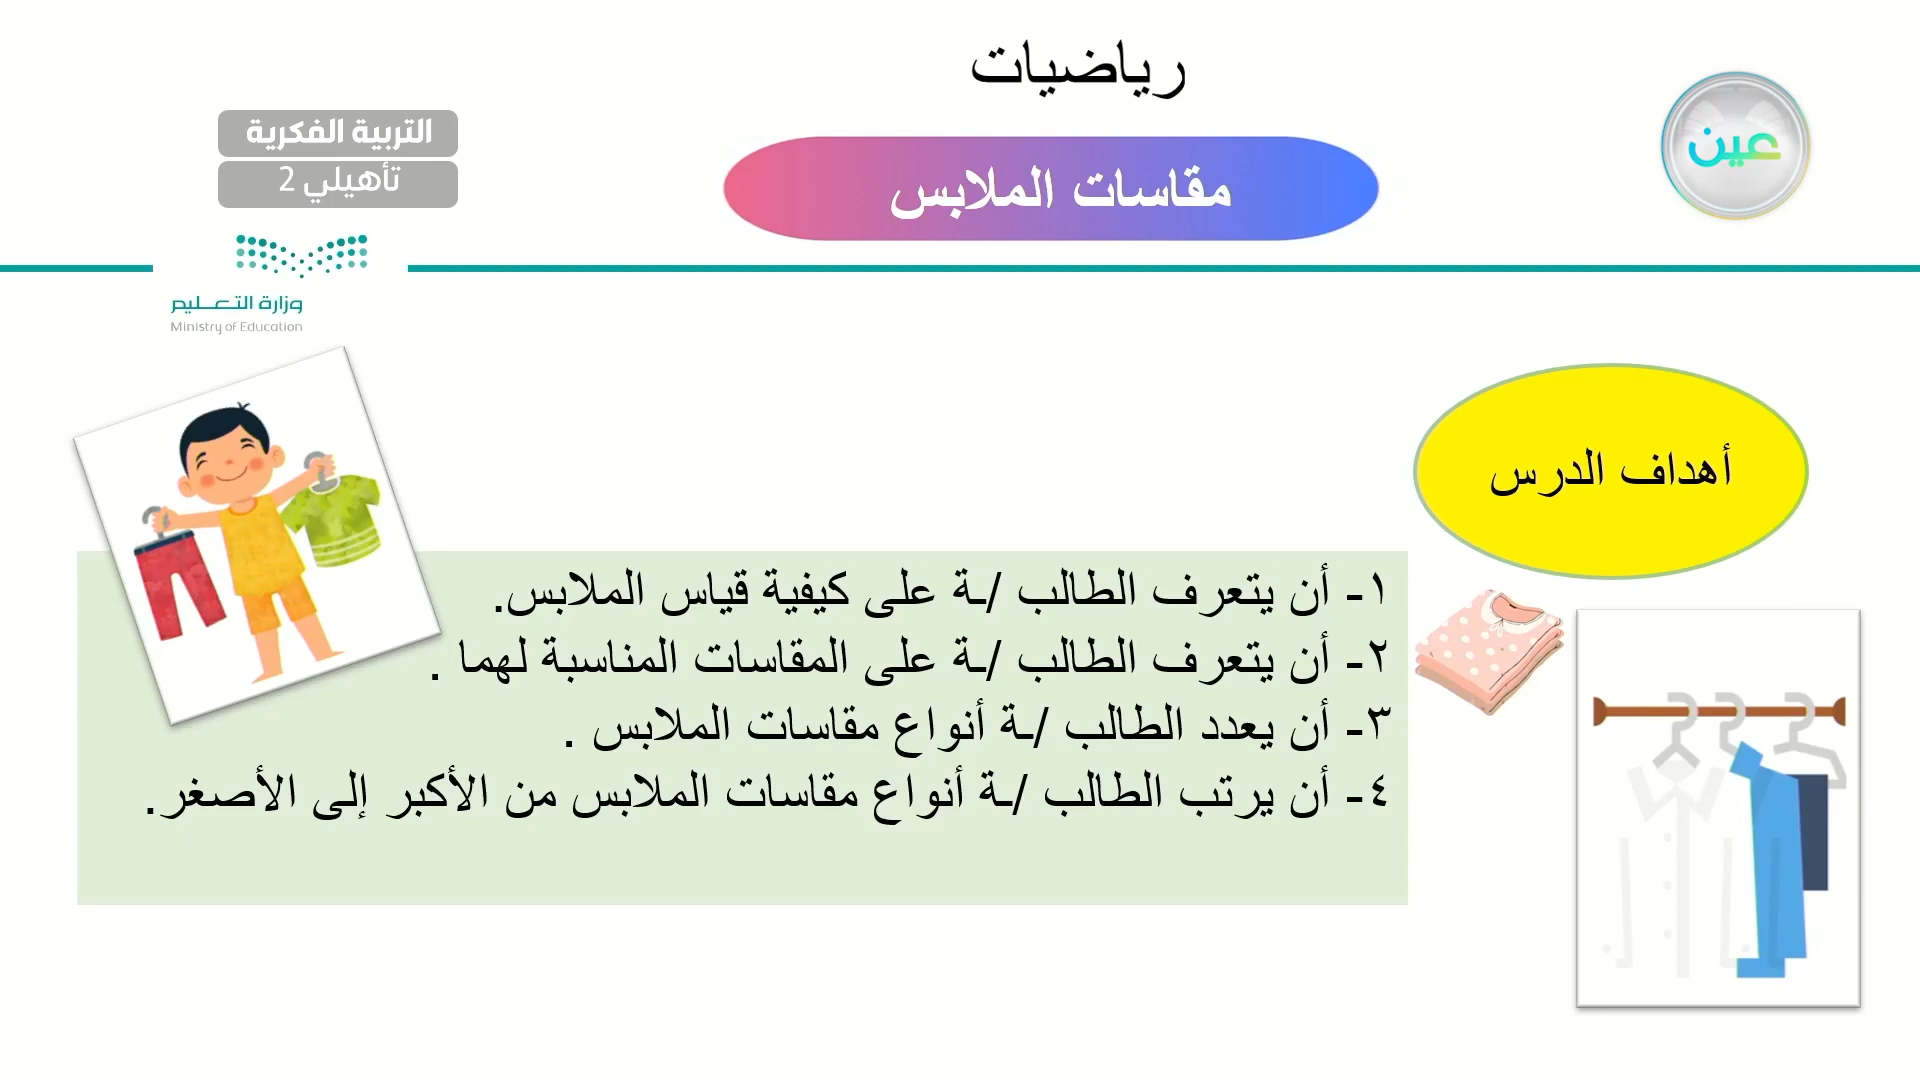 رياضيات
عين
التربية الفكرية
تأهيلي 2
مقاسات الملابس
وزارة التعليم
Ministry of Education
أهداف الدرس
١- أن يتعرف الطالب /ـة على كيفية قياس الملابس.
٢- أن يتعرف الطالب /ـة على المقاسات المناسبة لهما .
٣- أن يعدد الطالب /ـة أنواع مقاسات الملابس .
٤- أن يرتب الطالب /ـة أنواع مقاسات الملابس من الأكبر إلى الأصغر.